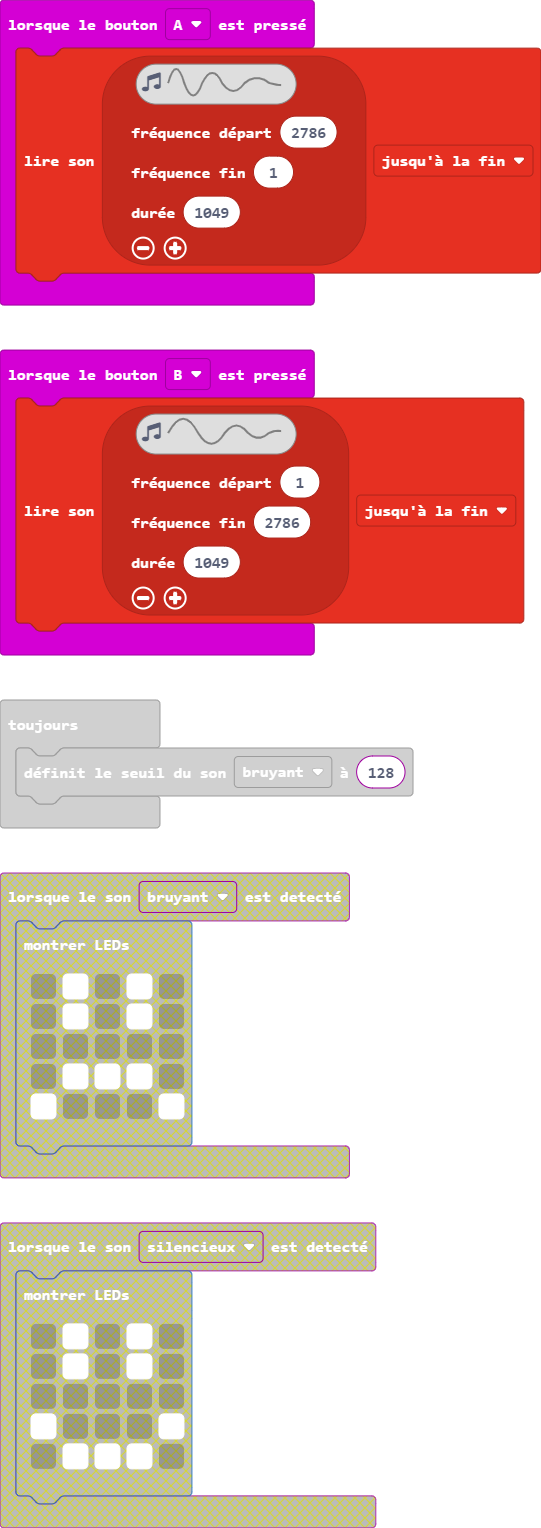 lorsque le bouton A est pressé
fréquence départ 2786
lire son fréquence fin 1 jusqu'à la fin
durée 1049
lorsque le bouton B est pressé
fréquence départ 1
lire son fréquence fin 2786 jusqu'à la fin
durée 1049
toujours
définit le seuil du son bruyant à 128
lorsque le son bruyant est detecté
montrer LEDs
lorsque le son silencieux est detecté
montrer LEDs